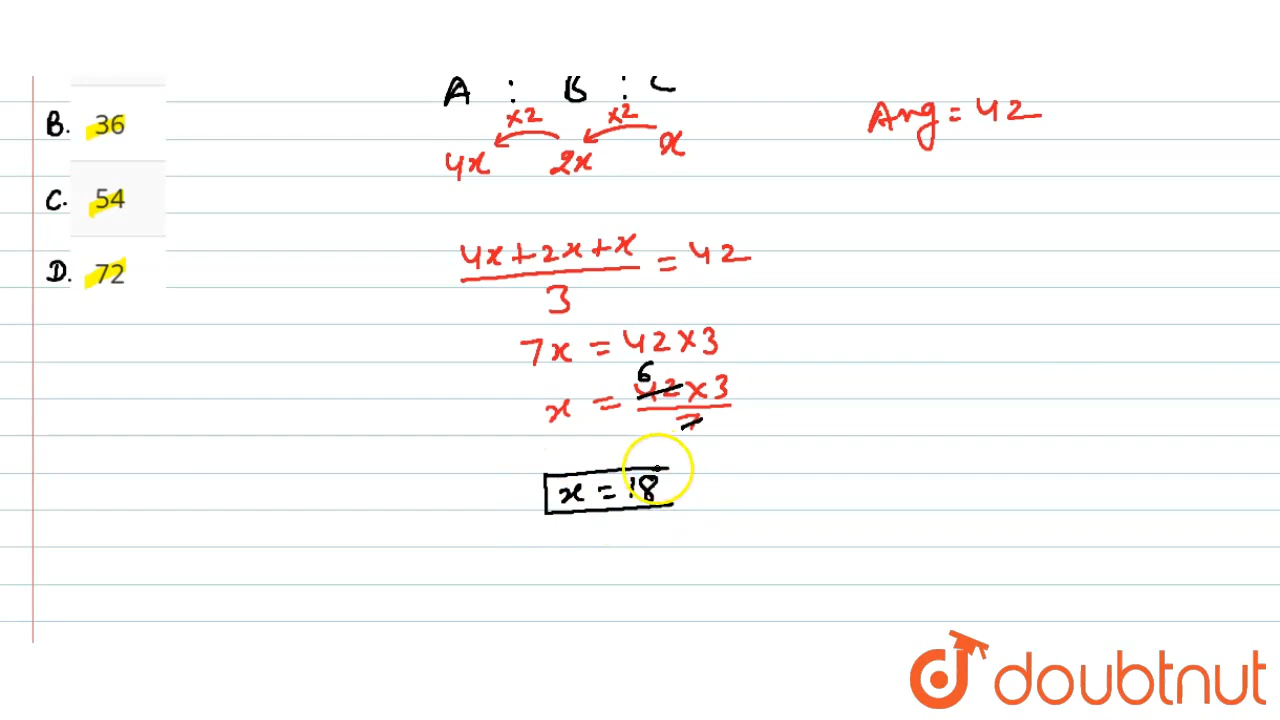 A : B : C
×2 ×2
4x 2x x
Avg = 42
B. 36
C. 54
D. 72
4x+2x+x
3
= 42
7x = 42×3
6
x = 42×3
7
x = 18
doubtnut